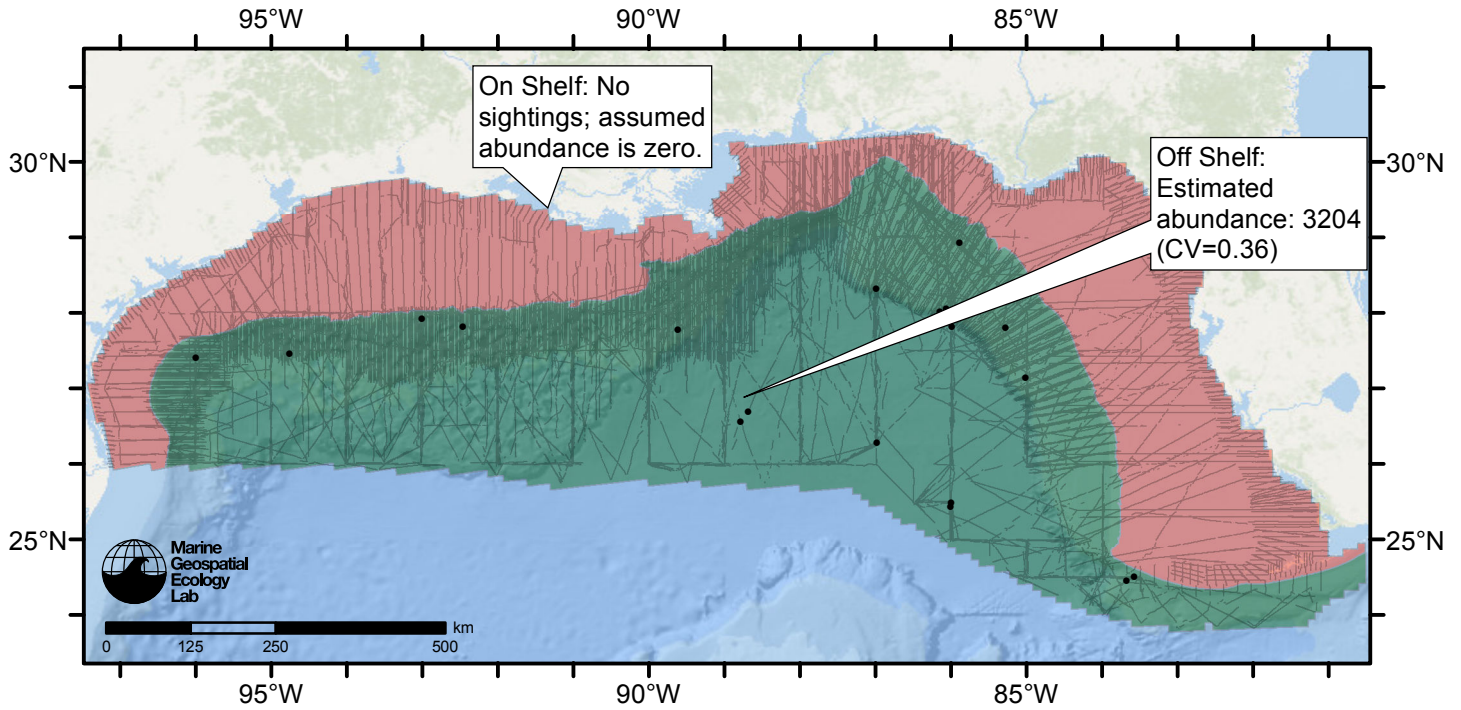 95°W
90°W
85°W
On Shelf: No
sightings; assumed
abundance is zero.
30°N
Off Shelf:
Estimated
abundance: 3204
(CV=0.36)
30°N
25°N
25°N
Marine
Geospatial
Ecology
Lab
km
0 125 250 500
95°W
90°W
85°W